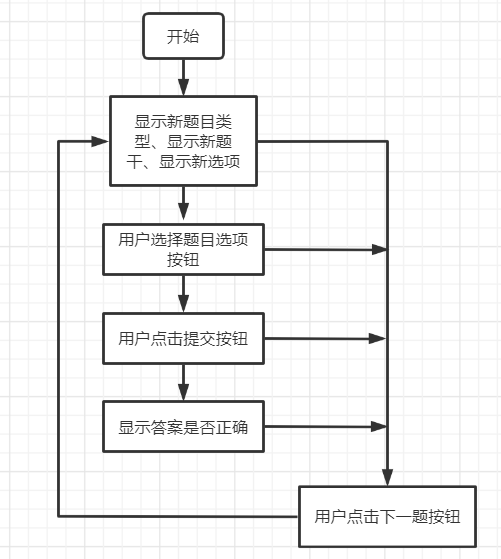 开始
显示新题目类
型、显示新题
干、显示新选项
用户选择题目选项
按钮
用户点击提交按钮
显示答案是否正确
用户点击下一题按钮